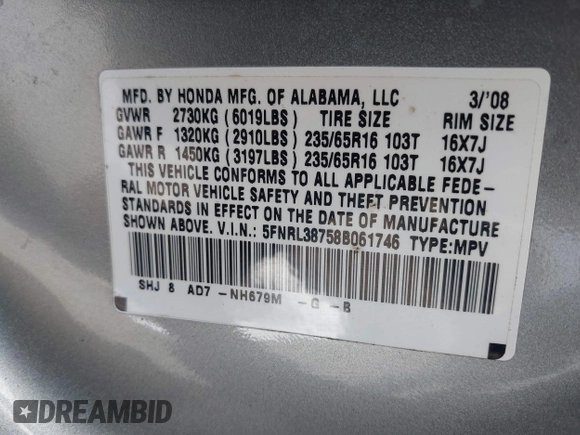 MFD. BY HONDA MFG. OF ALABAMA, LLC 3/'08
GVWR 2730KG (6019LBS) TIRE SIZE RIM SIZE
GAWR F 1320KG (2910LBS) 235/65R16 103T 16X7J
GAWR R 1450KG (3197LBS) 235/65R16 103T 16X7J
THIS VEHICLE CONFORMS TO ALL APPLICABLE FEDE-
RAL MOTOR VEHICLE SAFETY AND THEFT PREVENTION
STANDARDS IN EFFECT ON THE DATE OF MANUFACTURE
SHOWN ABOVE. V.I.N.: 5FNRL38758B061746 TYPE:MPV
SHJ 8 AD7 -NH679M -G -B
DREAMBID